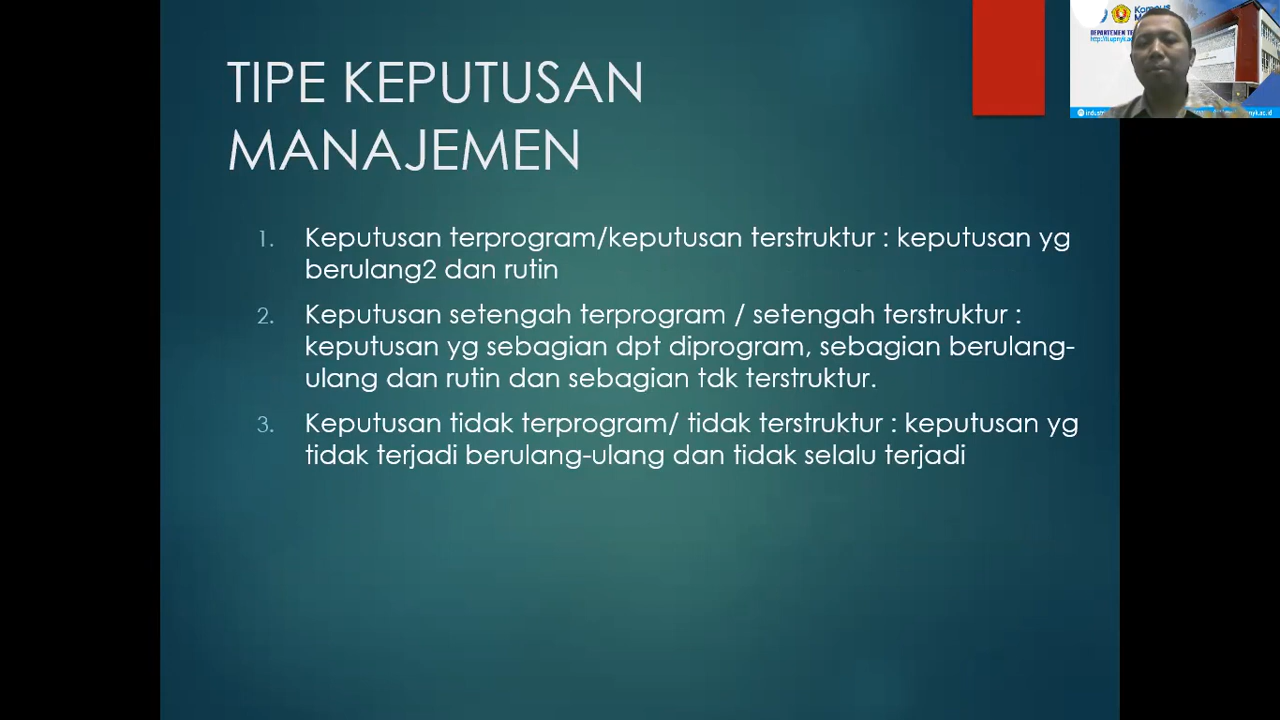 TIPE KEPUTUSAN
MANAJEMEN
1. Keputusan terprogram/keputusan terstruktur : keputusan yg
berulang2 dan rutin
2. Keputusan setengah terprogram / setengah terstruktur :
keputusan yg sebagian dpt diprogram, sebagian berulang-
ulang dan rutin dan sebagian tdk terstruktur.
3. Keputusan tidak terprogram/ tidak terstruktur : keputusan yg
tidak terjadi berulang-ulang dan tidak selalu terjadi